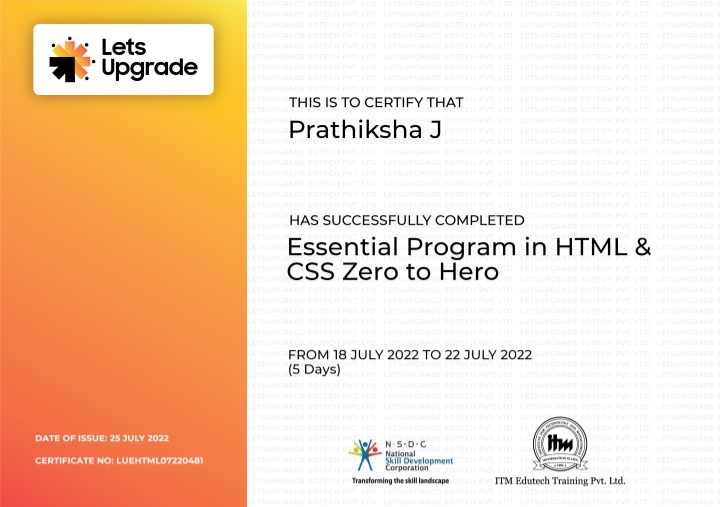 Lets
Upgrade
THIS IS TO CERTIFY THAT
Prathiksha J
HAS SUCCESSFULLY COMPLETED
Essential Program in HTML &
CSS Zero to Hero
FROM 18 JULY 2022 TO 22 JULY 2022
(5 Days)
DATE OF ISSUE: 25 JULY 2022
CERTIFICATE NO: LUEHTML07220481
N·S·D·C
National
Skill Development
Corporation
Transforming the skill landscape
itm
ITM Edutech Training Pvt. Ltd.
LETSUPGRADE EDTECH PVT. LTD.